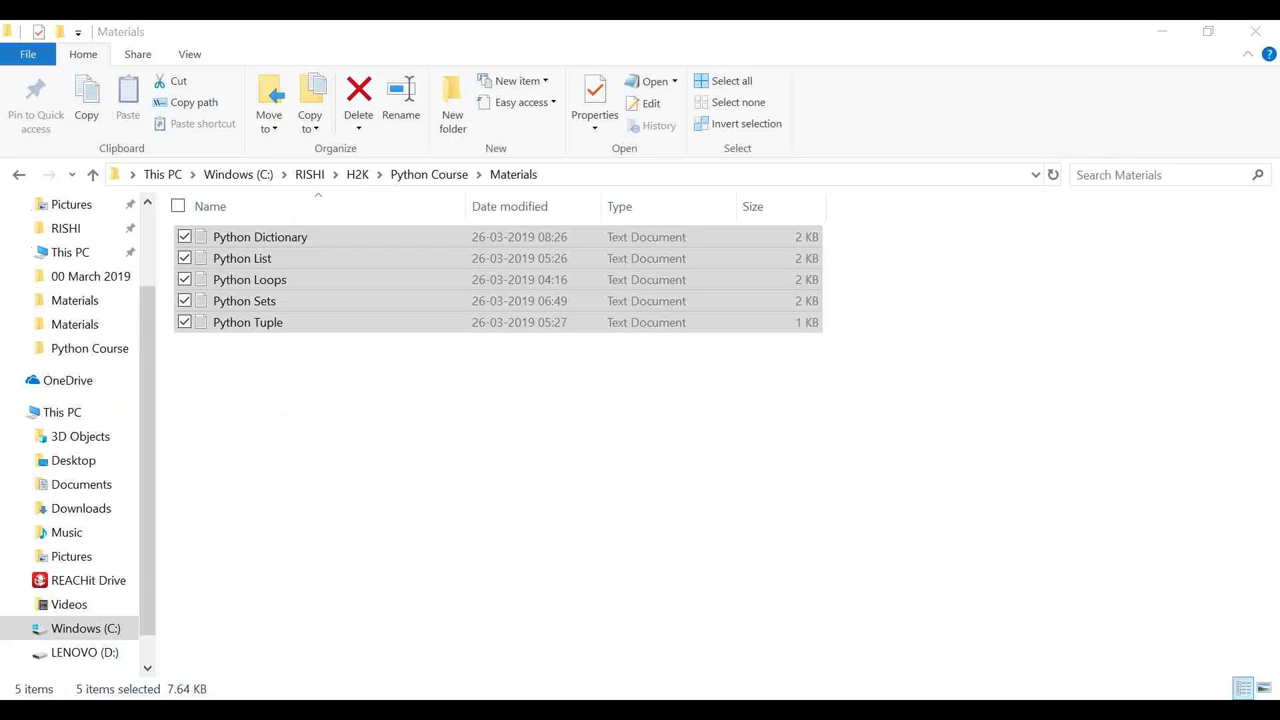 Materials
File Home Share View
Pin to Quick access
Copy
Paste
Cut
Copy path
Paste shortcut
Clipboard
Move to
Copy to
Delete
Rename
Organize
New folder
New item
Easy access
New
Properties
Open
Edit
History
Open
Select all
Select none
Invert selection
Select
This PC Windows (C:) RISHI H2K Python Course Materials
Search Materials
Pictures
RISHI
This PC
00 March 2019
Materials
Materials
Python Course
OneDrive
This PC
3D Objects
Desktop
Documents
Downloads
Music
Pictures
REACHit Drive
Videos
Windows (C:)
LENOVO (D:)
Name Date modified Type Size
Python Dictionary 26-03-2019 08:26 Text Document 2 KB
Python List 26-03-2019 05:26 Text Document 2 KB
Python Loops 26-03-2019 04:16 Text Document 2 KB
Python Sets 26-03-2019 06:49 Text Document 2 KB
Python Tuple 26-03-2019 05:27 Text Document 1 KB
5 items 5 items selected 7.64 KB